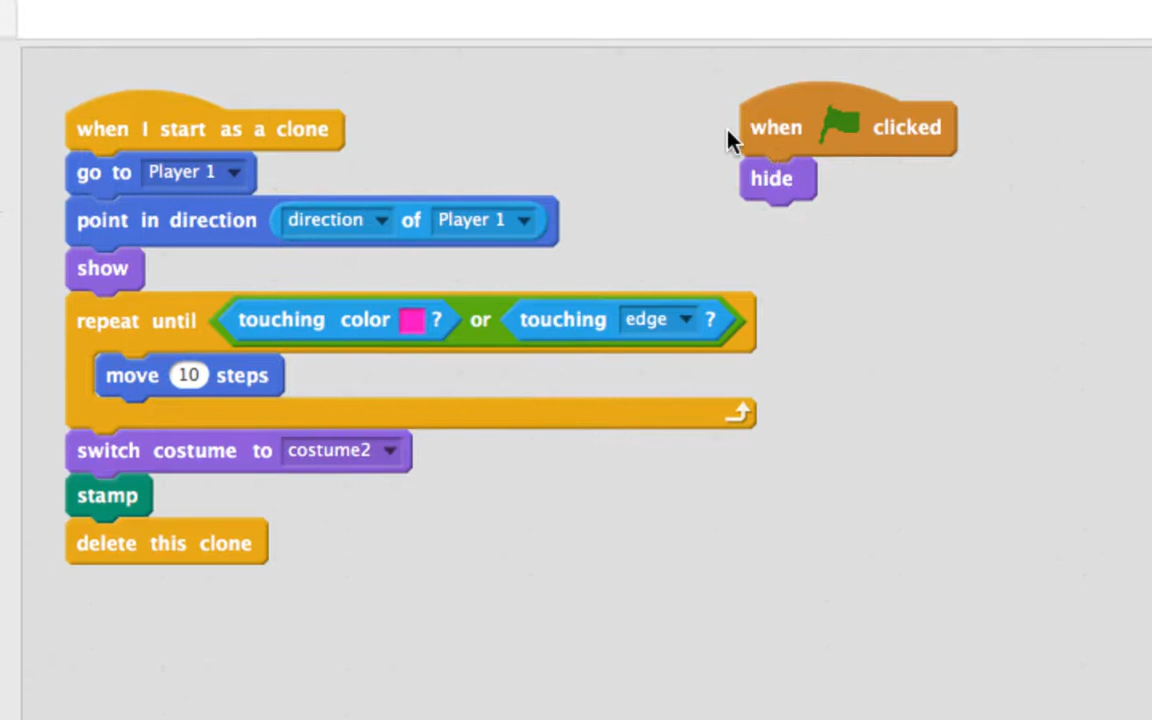 when I start as a clone
go to Player 1
point in direction direction of Player 1
show
repeat until touching color ? or touching edge ?
move 10 steps
switch costume to costume2
stamp
delete this clone
when clicked
hide